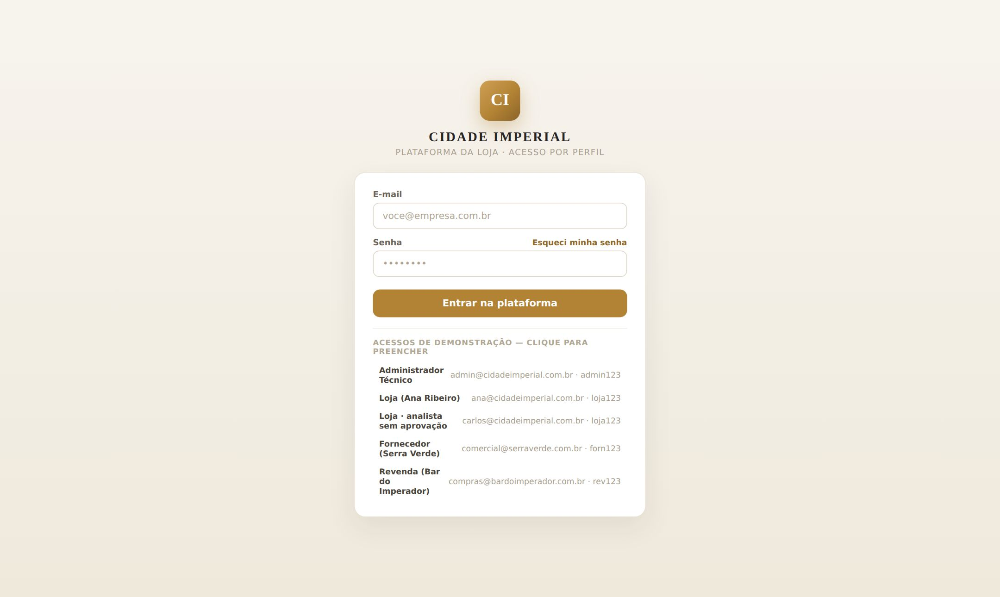 CI
CIDADE IMPERIAL
PLATAFORMA DA LOJA · ACESSO POR PERFIL
E-mail
voce@empresa.com.br
Senha Esqueci minha senha
••••••••
Entrar na plataforma
ACESSOS DE DEMONSTRAÇÃO — CLIQUE PARA
PREENCHER
Administrador
Técnico
admin@cidadeimperial.com.br · admin123
Loja (Ana Ribeiro) ana@cidadeimperial.com.br · loja123
Loja · analista
sem aprovação
carlos@cidadeimperial.com.br · loja123
Fornecedor
(Serra Verde)
comercial@serraverde.com.br · forn123
Revenda (Bar
do
Imperador)
compras@bardoimperador.com.br · rev123